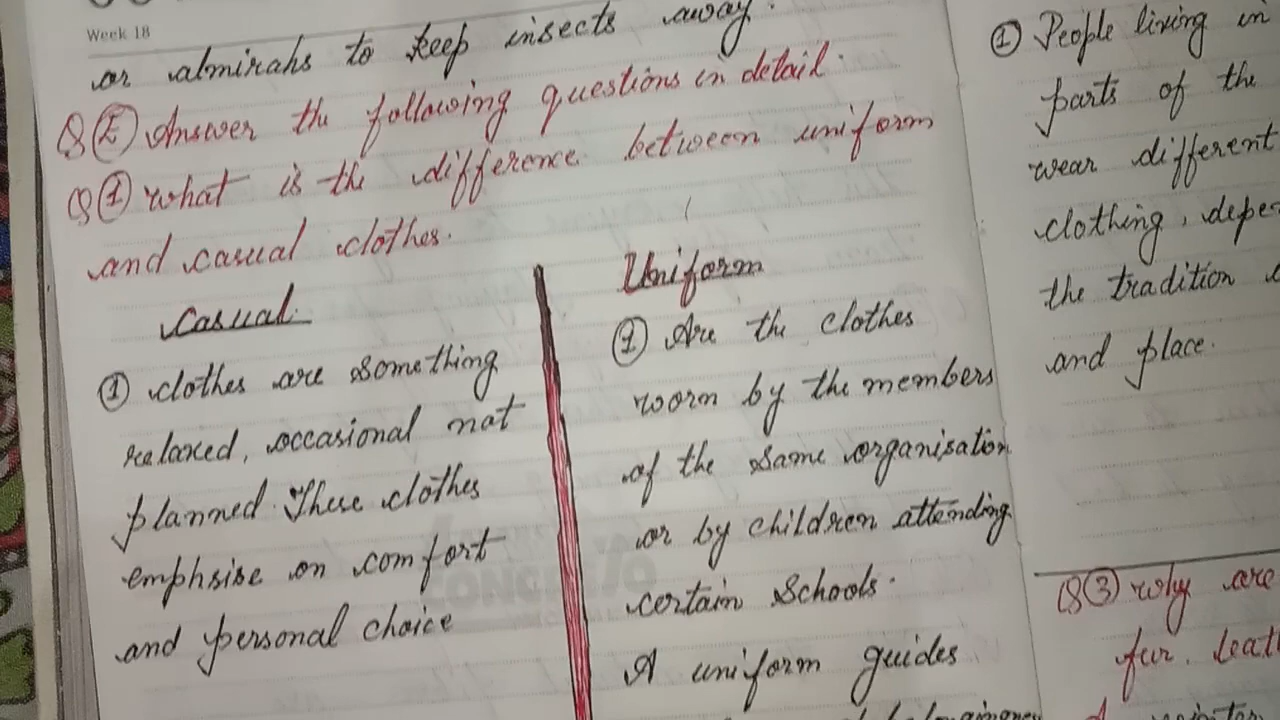 Week 18
or almirahs to keep insects away.
Q(2) Answer the following questions in detail.
Q(1) what is the difference between uniform
and casual clothes.
Casual
(1) clothes are something
relaxed, occasional not
planned. These clothes
emphsise on comfort
and personal choice
Uniform
(1) Are the clothes
worn by the members
of the same organisation
or by children attending
certain Schools.
A uniform guides
(1) People living in
parts of the
wear different
clothing, depe
the tradition
and place.
Q(3) why are
fur, leat